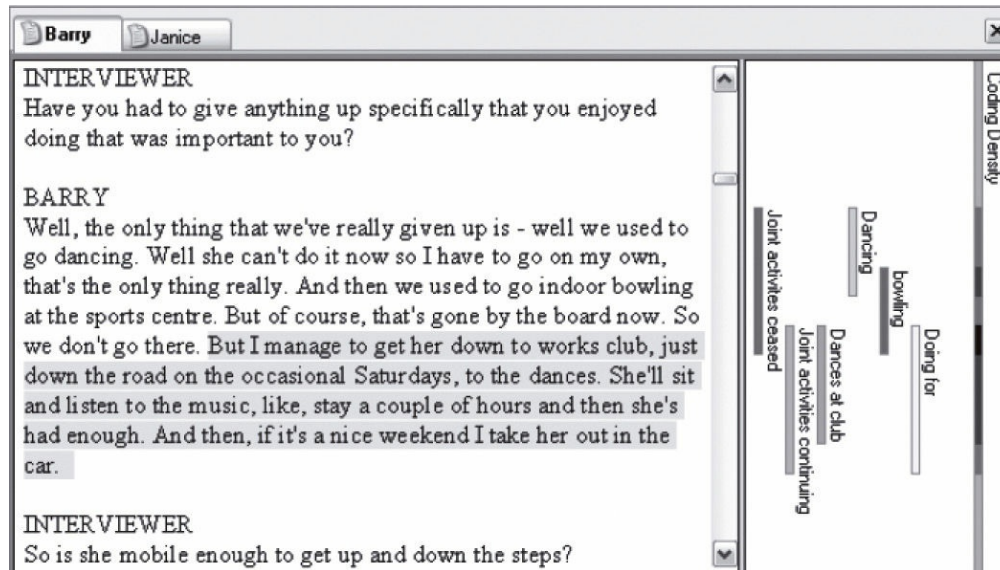 Barry
Janice
INTERVIEWER
Have you had to give anything up specifically that you enjoyed
doing that was important to you?
BARRY
Well, the only thing that we've really given up is - well we used to
go dancing. Well she can't do it now so I have to go on my own,
that's the only thing really. And then we used to go indoor bowling
at the sports centre. But of course, that's gone by the board now. So
we don't go there. But I manage to get her down to works club, just
down the road on the occasional Saturdays, to the dances. She'll sit
and listen to the music, like, stay a couple of hours and then she's
had enough. And then, if it's a nice weekend I take her out in the
car.
INTERVIEWER
So is she mobile enough to get up and down the steps?
Coding Density
Doing for
bowling
Dancing
Dances at club
Joint activities continuing
Joint activites ceased